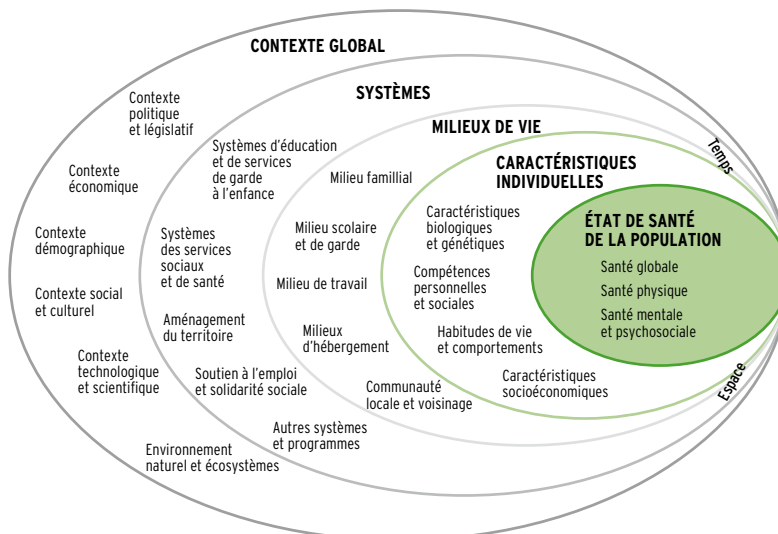 CONTEXTE GLOBAL
Contexte
politique
et législatif
Contexte
économique
Contexte
démographique
Contexte social
et culturel
Contexte
technologique
et scientifique
Environnement
naturel et écosystèmes
SYSTÈMES
Systèmes d'éducation
et de services
de garde
à l'enfance
Systèmes
des services
sociaux
et de santé
Aménagement
du territoire
Soutien à l'emploi
et solidarité sociale
Autres systèmes
et programmes
MILIEUX DE VIE
Milieu famillial
Milieu scolaire
et de garde
Milieu de travail
Milieux
d'hébergement
Communauté
locale et voisinage
CARACTÉRISTIQUES
INDIVIDUELLES
Caractéristiques
biologiques
et génétiques
Compétences
personnelles
et sociales
Habitudes de vie
et comportements
Caractéristiques
socioéconomiques
ÉTAT DE SANTÉ
DE LA POPULATION
Santé globale
Santé physique
Santé mentale
et psychosociale
Temps
Espace